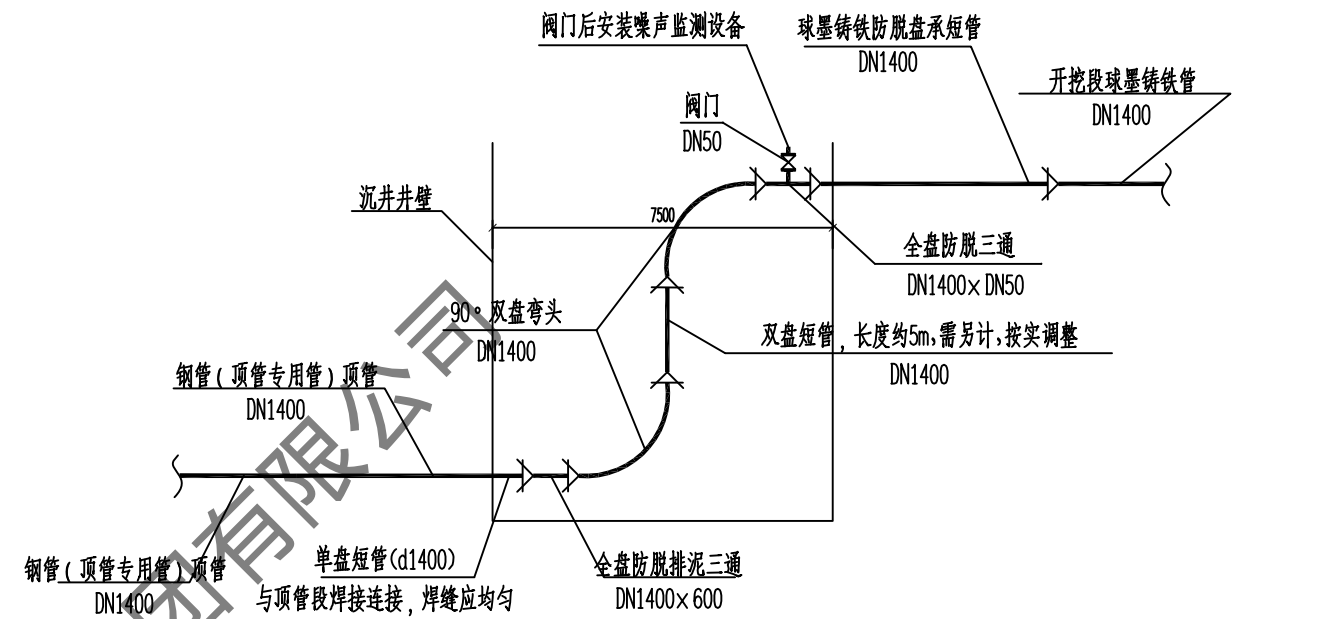 阀门后安装噪声监测设备
球墨铸铁防脱盘承短管
DN1400
开挖段球墨铸铁管
DN1400
阀门
DN50
沉井井壁
7500
全盘防脱三通
DN1400×DN50
90°双盘弯头
DN1400
双盘短管，长度约5m，需另计，按实调整
DN1400
钢管(顶管专用管)顶管
DN1400
钢管(顶管专用管)顶管
DN1400
单盘短管(d1400)
与顶管段焊接连接，焊缝应均匀
全盘防脱排泥三通
DN1400×600
团有限公司